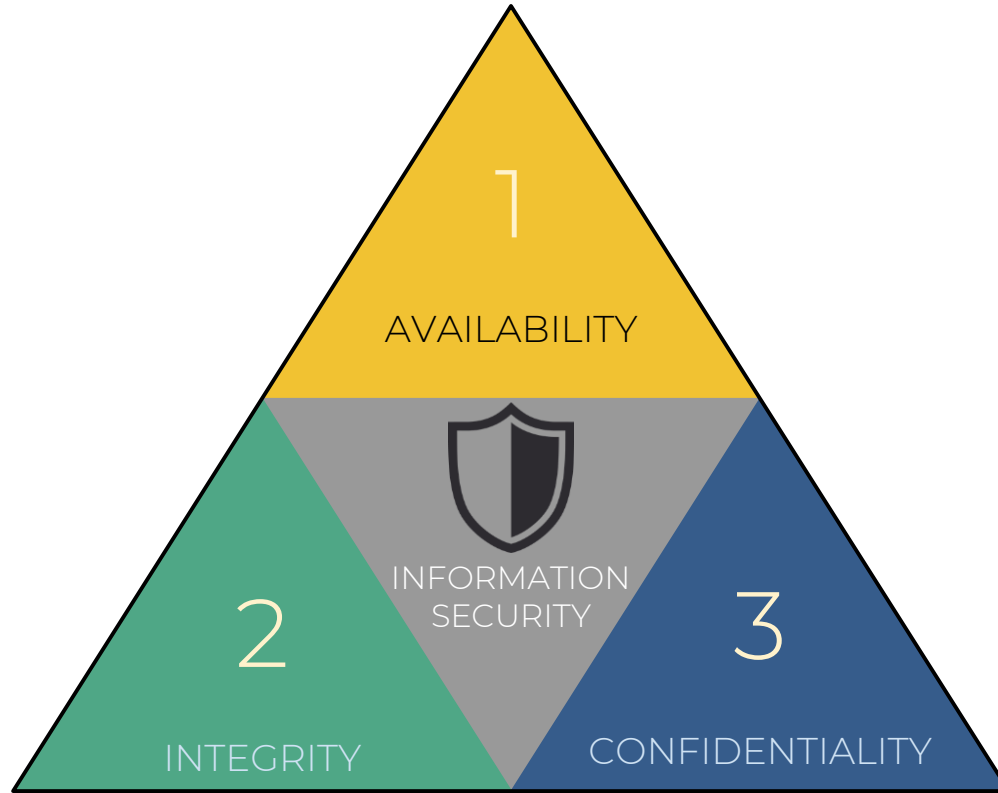 1
AVAILABILITY
INFORMATION
SECURITY
2
INTEGRITY
3
CONFIDENTIALITY